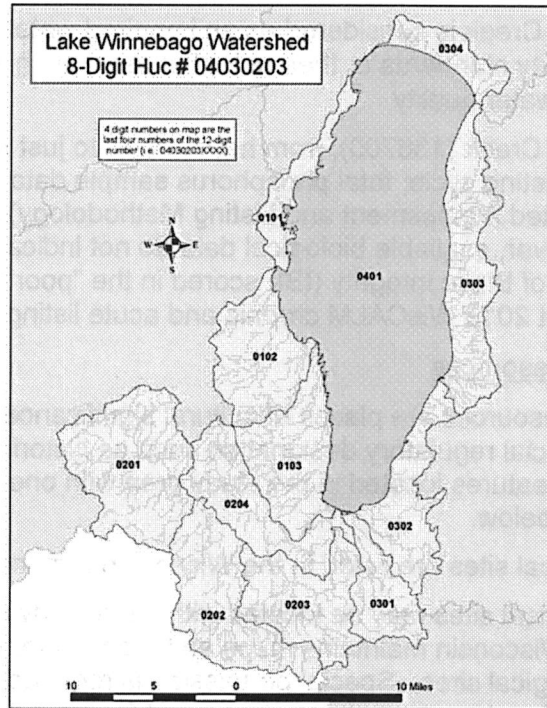 Lake Winnebago Watershed
8-Digit Huc # 04030203
4 digit numbers on map are the
last four numbers of the 12-digit
number (i.e.: 04030203XXXX)
N
W E
S
0304
0101
0401
0303
0102
0201
0103
0204
0302
0202
0203
0301
10 5 0 10 Miles